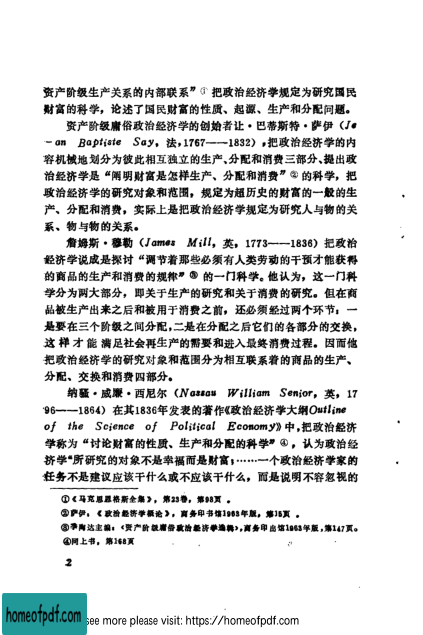 资产阶级生产关系的内部联系”①把政治经济学规定为研究国民
财富的科学，论述了国民财富的性质、起源、生产和分配问题。
资产阶级庸俗政治经济学的创始者让·巴蒂斯特·萨伊（Je
-an Baptiste Say，法，1767——1832），把政治经济学的内
容机械地划分为彼此相互独立的生产、分配和消费三部分、提出政
治经济学是“阐明财富是怎样生产、分配和消费”②的科学，把
政治经济学的研究对象和范围，规定为超历史的财富的一般的生
产、分配和消费，实际上是把政治经济学规定为研究人与物的关
系、物与物的关系。
詹姆斯·穆勒（James Mill，英，1773——1836）把政治
经济学说成是探讨“调节着那些必须有人类劳动的干预才能获得
的商品的生产和消费的规律”③的一门科学。他认为，这一门科
学分为两大部分，即关于生产的研究和关于消费的研究。但在商
品被生产出来之后和被用于消费之前，还必须经过两个环节：一
是要在三个阶级之间分配，二是在分配之后它们的各部分的交换，
这样才能满足社会再生产的需要和进入最终消费过程。因而他
把政治经济学的研究对象和范围分为相互联系着的商品的生产、
分配、交换和消费四部分。
纳骚·威廉·西尼尔（Nassau William Senior，英，17
96——1864）在其1836年发表的著作《政治经济学大纲Outline
of the Science of Political Economy》中，把政治经济
学称为“讨论财富的性质、生产和分配的科学”④，认为政治经
济学“所研究的对象不是幸福而是财富；……一个政治经济学家的
任务不是建议应该干什么或不应该干什么，而是说明不容忽视的
①《马克思恩格斯全集》，第23卷，第98页。
②萨伊：《政治经济学概论》，商务印书馆1963年版，第15页。
③季陶达主编：《资产阶级庸俗政治经济学选辑》，商务印出馆1963年版，第147页。
④同上书，第168页
2
homeofpdf.com
see more please visit: https://homeofpdf.com